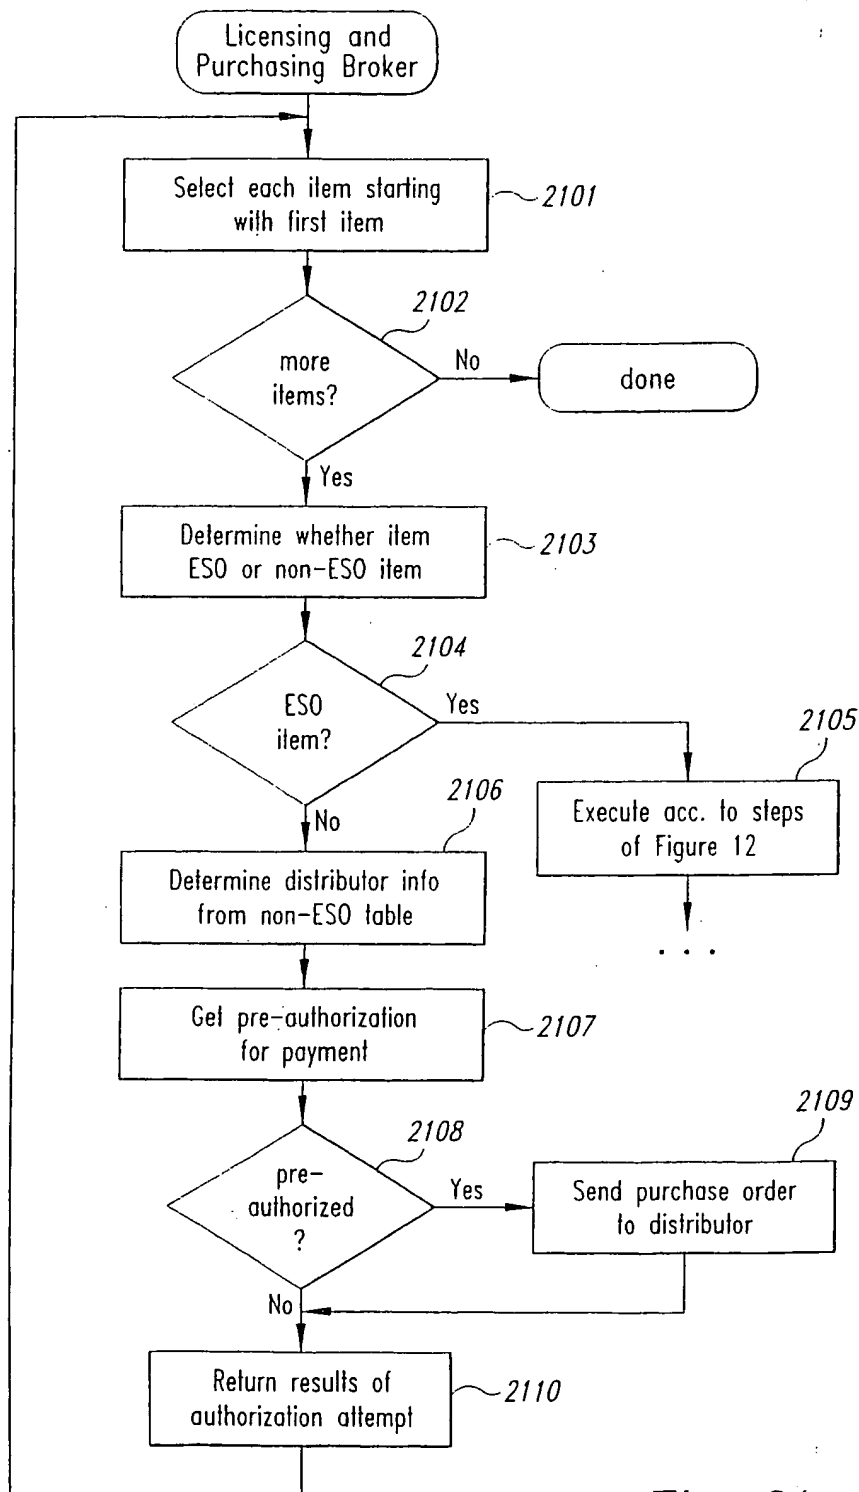 Licensing and
Purchasing Broker
Select each item starting
with first item
2101
2102
more
items?
No
done
Yes
Determine whether item
ESO or non-ESO item
2103
2104
ESO
item?
Yes
2105
Execute acc. to steps
of Figure 12
. . .
No
2106
Determine distributor info
from non-ESO table
Get pre-authorization
for payment
2107
2108
pre-
authorized
?
Yes
2109
Send purchase order
to distributor
No
Return results of
authorization attempt
2110